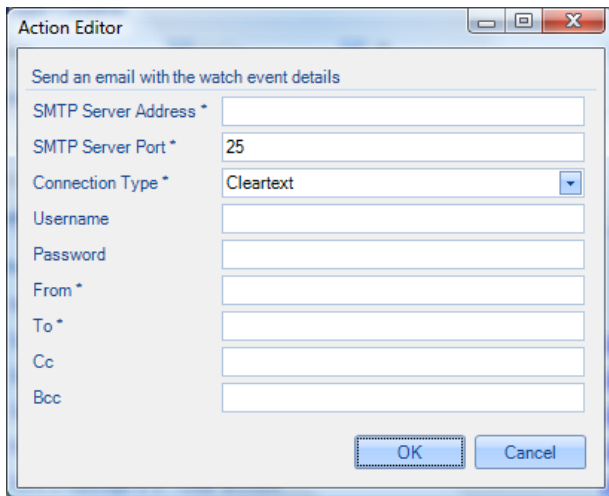 Action Editor
Send an email with the watch event details
SMTP Server Address *
SMTP Server Port * 25
Connection Type * Cleartext
Username
Password
From *
To *
Cc
Bcc
OK Cancel